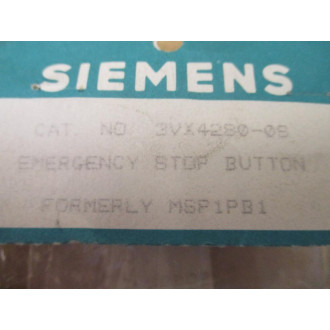 SIEMENS
CAT. NO 3VX4280-0S
EMERGENCY STOP BUTTON
FORMERLY MSP1PB1